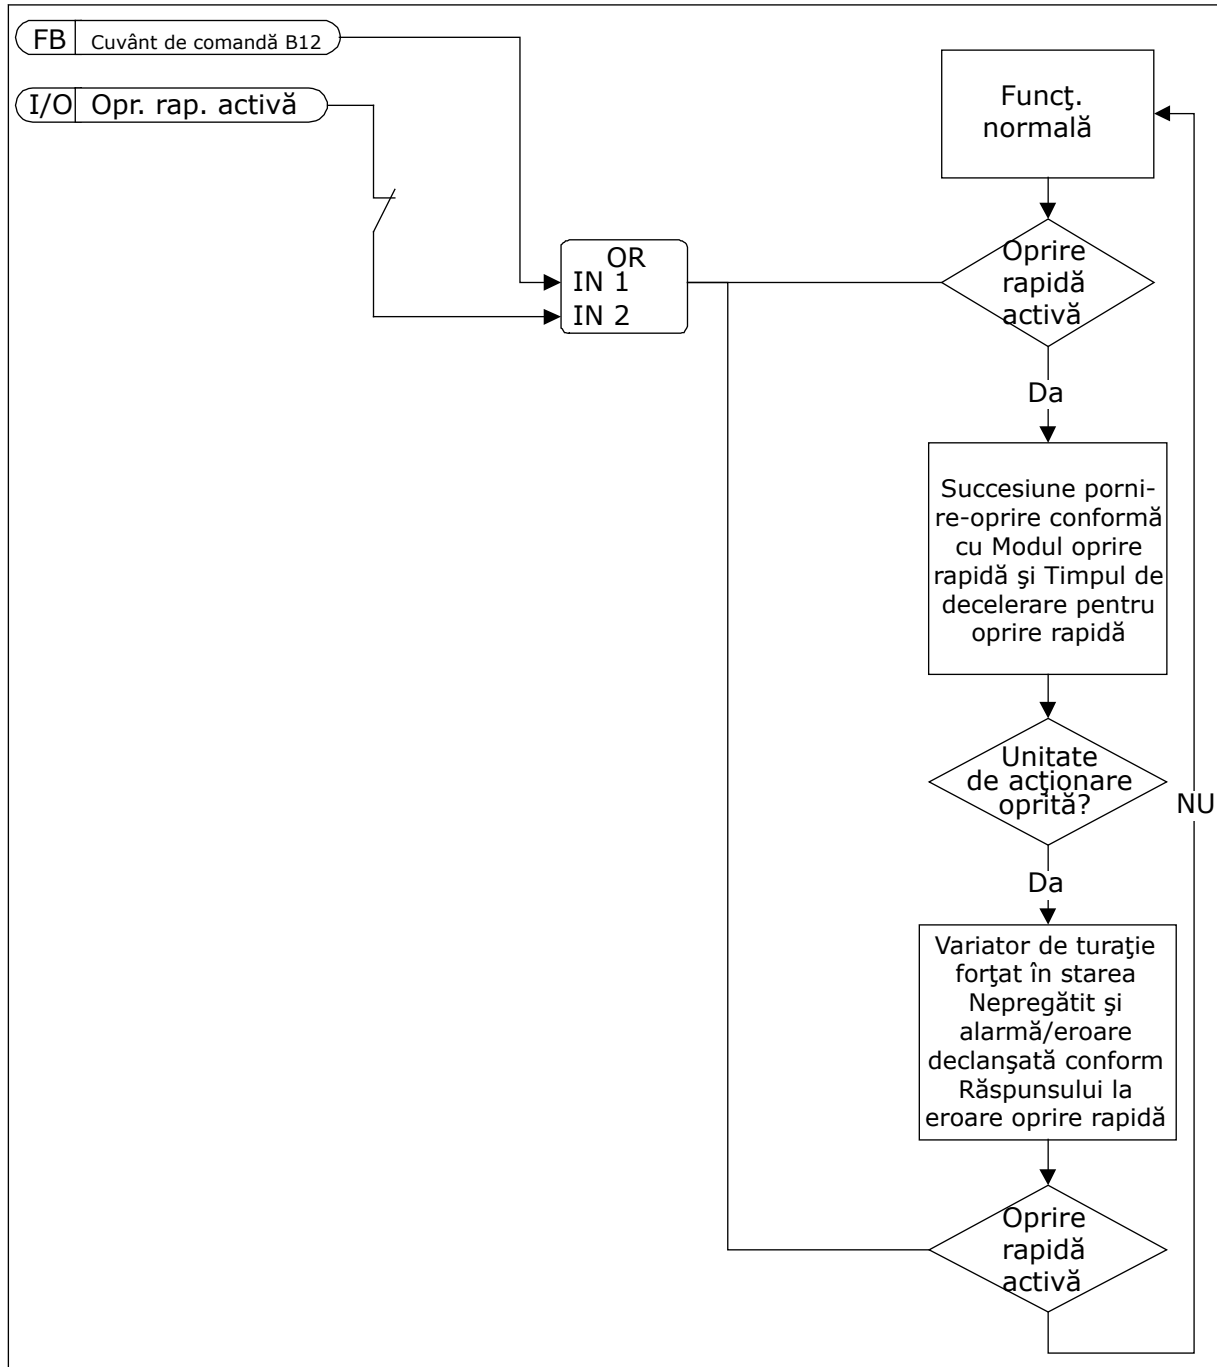 FB Cuvânt de comandă B12
I/O Opr. rap. activă
OR
IN 1
IN 2
Funcţ.
normală
Oprire
rapidă
activă
Da
Succesiune porni-
re-oprire conformă
cu Modul oprire
rapidă şi Timpul de
decelerare pentru
oprire rapidă
Unitate
de acţionare
oprită?
NU
Da
Variator de turaţie
forţat în starea
Nepregătit şi
alarmă/eroare
declanşată conform
Răspunsului la
eroare oprire rapidă
Oprire
rapidă
activă